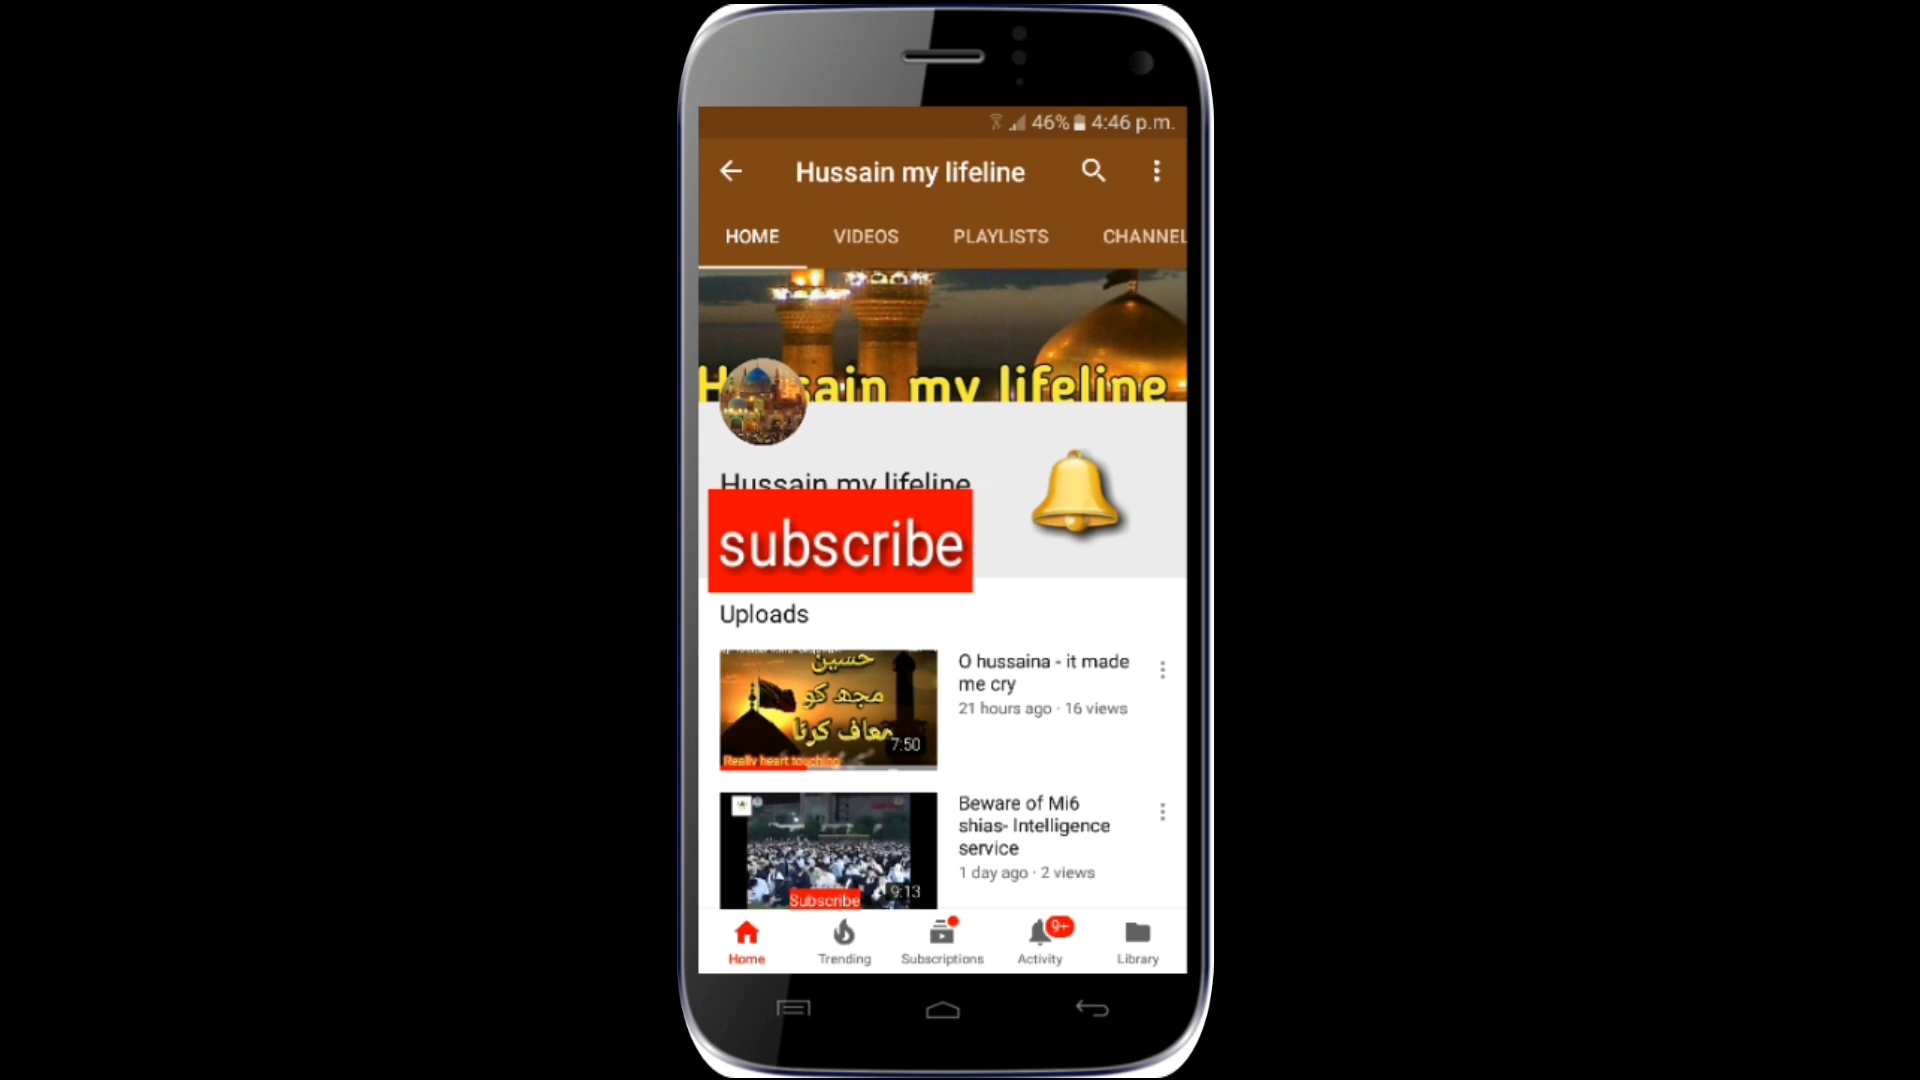 46% 4:46 p.m.
Hussain my lifeline
HOME VIDEOS PLAYLISTS CHANNEL
sain my lifeline
Hussain my lifeline
subscribe
Uploads
حسین
مجھ کو
معاف کرنا
7:50
Really heart touching
O hussaina - it made
me cry
21 hours ago · 16 views
9:13
Subscribe
Beware of Mi6
shias- Intelligence
service
1 day ago · 2 views
9+
Home Trending Subscriptions Activity Library